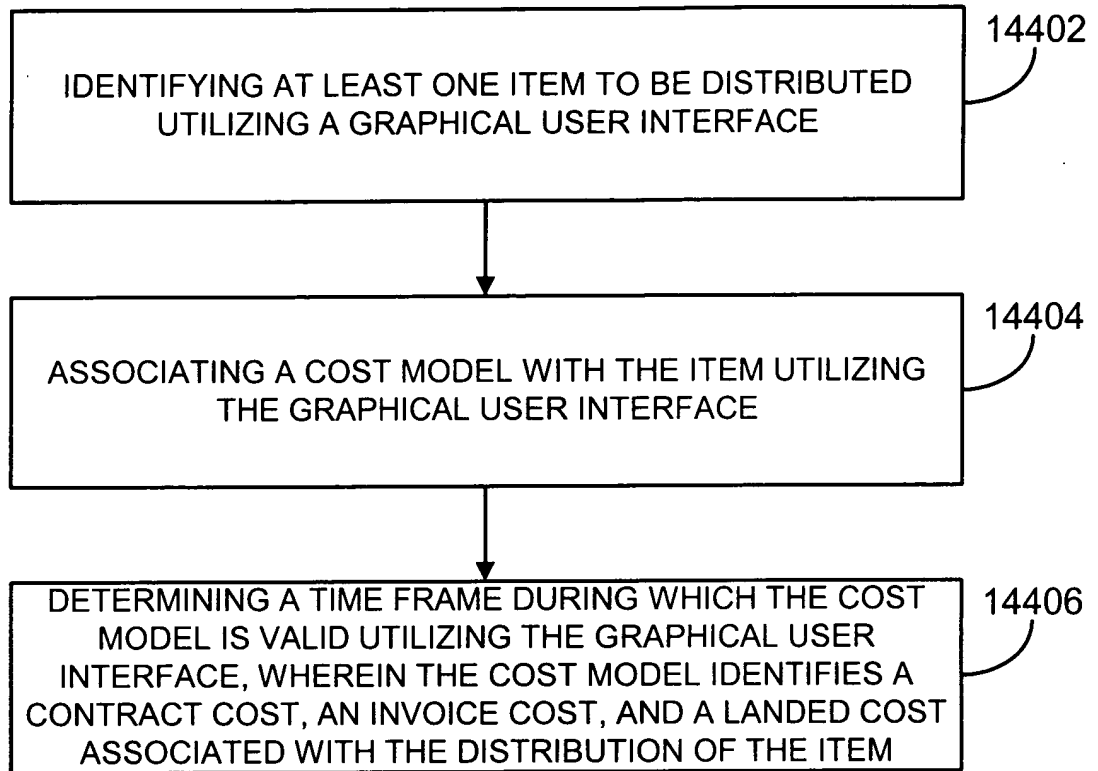 14402
IDENTIFYING AT LEAST ONE ITEM TO BE DISTRIBUTED
UTILIZING A GRAPHICAL USER INTERFACE
14404
ASSOCIATING A COST MODEL WITH THE ITEM UTILIZING
THE GRAPHICAL USER INTERFACE
14406
DETERMINING A TIME FRAME DURING WHICH THE COST
MODEL IS VALID UTILIZING THE GRAPHICAL USER
INTERFACE, WHEREIN THE COST MODEL IDENTIFIES A
CONTRACT COST, AN INVOICE COST, AND A LANDED COST
ASSOCIATED WITH THE DISTRIBUTION OF THE ITEM